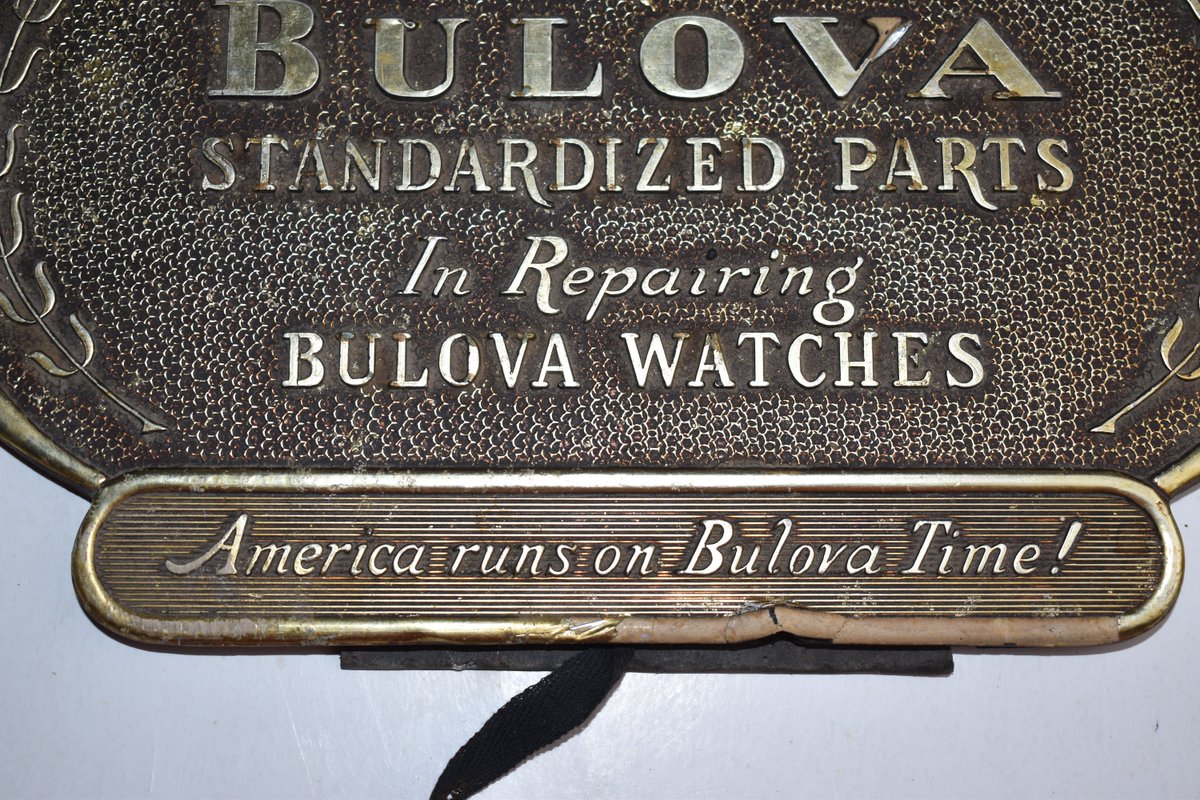 BULOVA
STANDARDIZED PARTS
In Repairing
BULOVA WATCHES
America runs on Bulova Time!